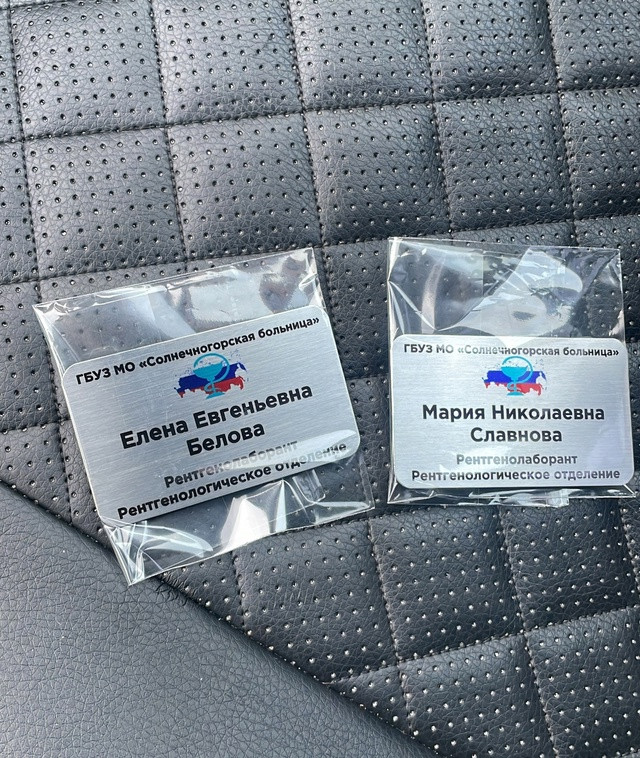 ГБУЗ МО «Солнечногорская больница»
Елена Евгеньевна
Белова
Рентгенолаборант
Рентгенологическое отделение
ГБУЗ МО «Солнечногорская больница»
Мария Николаевна
Славнова
Рентгенолаборант
Рентгенологическое отделение